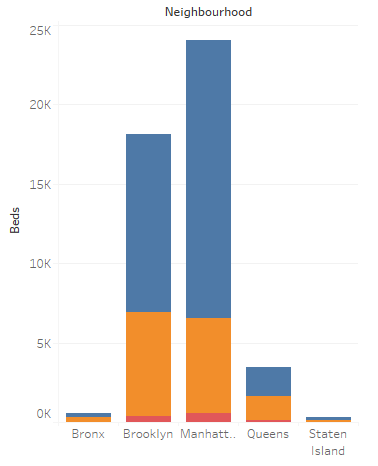 Neighbourhood
25K
20K
15K
10K
5K
0K
Beds
Bronx Brooklyn Manhatt.. Queens Staten
Island